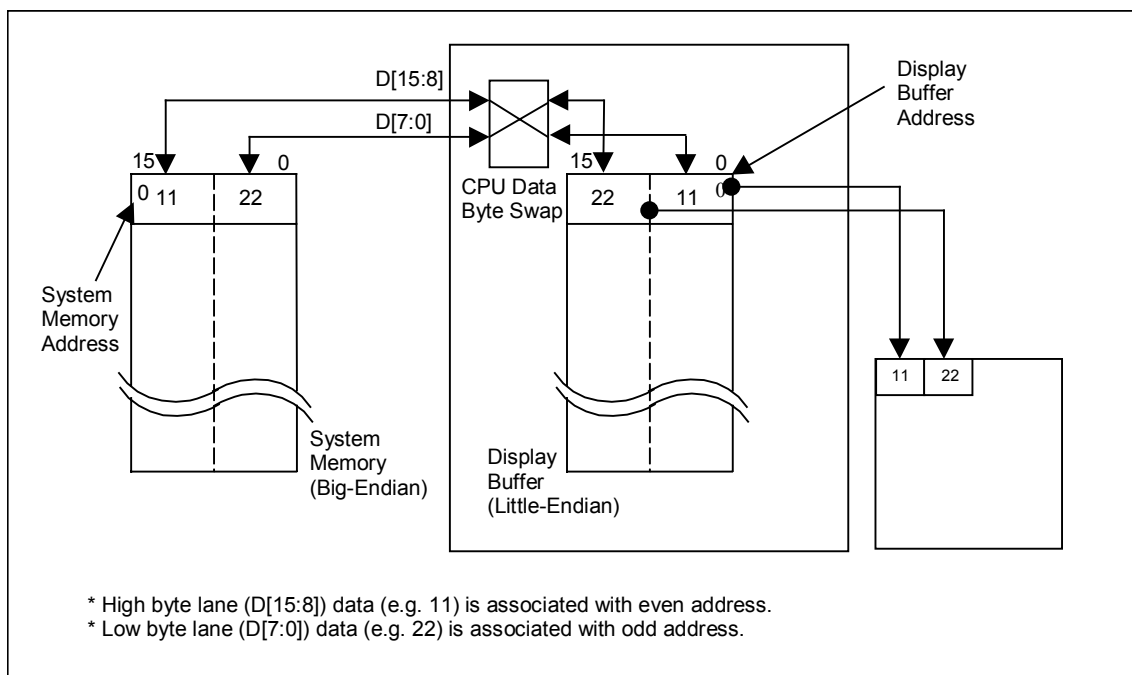 D[15:8]
D[7:0]
Display
Buffer
Address
15
0
15
0
CPU Data
Byte Swap
0
11
22
22
11
0
System
Memory
Address
11
22
System
Memory
(Big-Endian)
Display
Buffer
(Little-Endian)
* High byte lane (D[15:8]) data (e.g. 11) is associated with even address.
* Low byte lane (D[7:0]) data (e.g. 22) is associated with odd address.